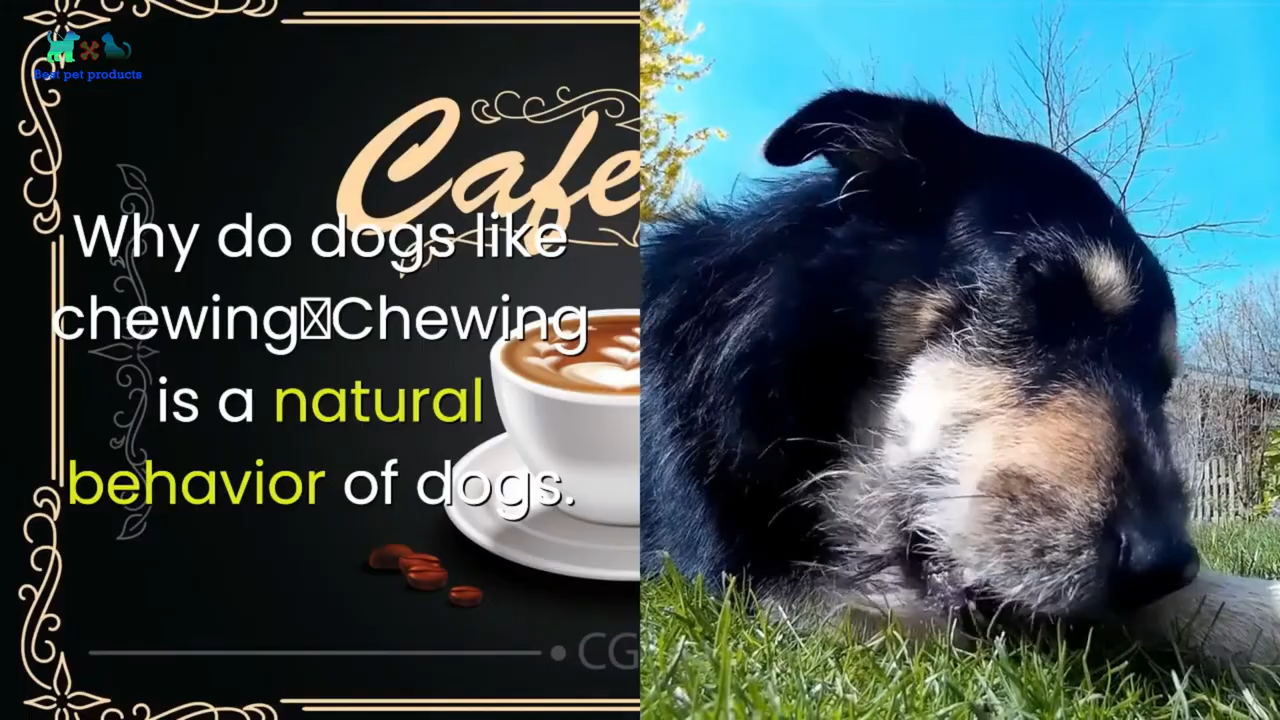 Best pet products
Cafe
Why do dogs like
chewing Chewing
is a natural
behavior of dogs.
CG